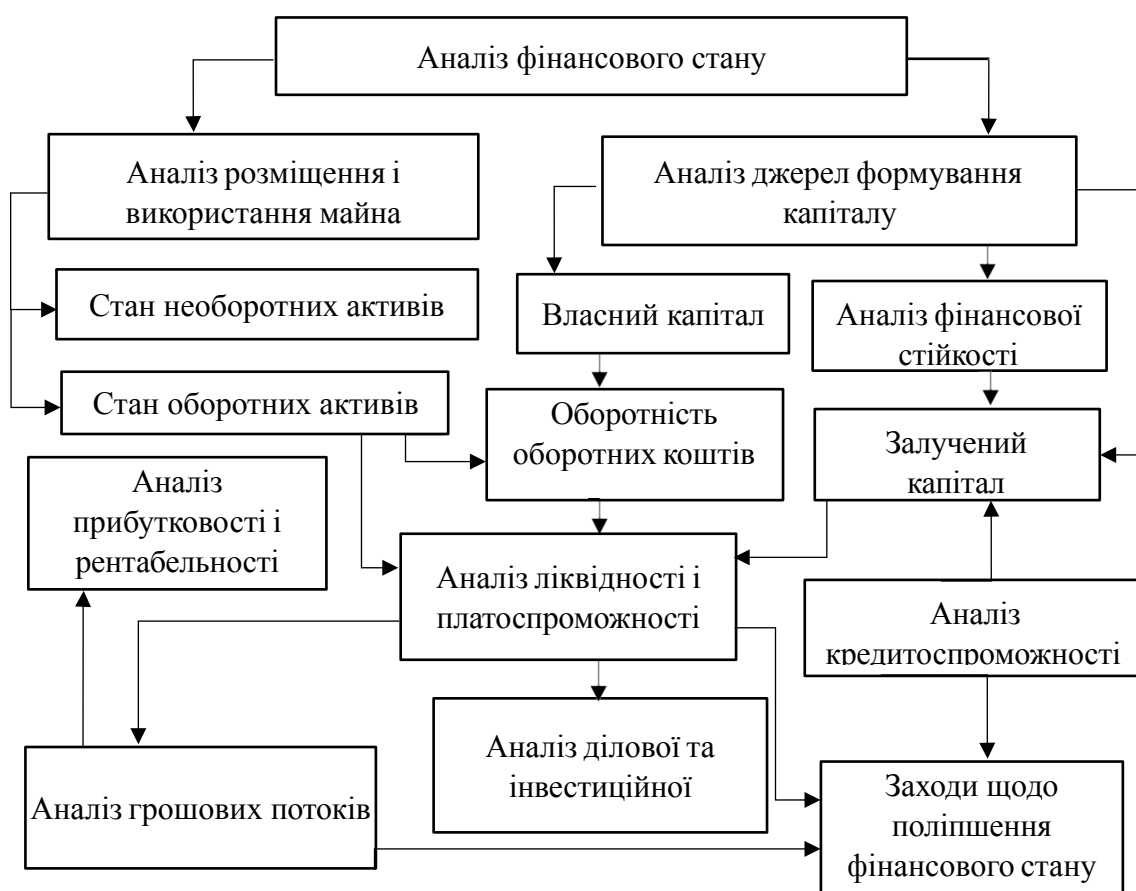 Аналіз фінансового стану
Аналіз розміщення і
використання майна
Аналіз джерел формування
капіталу
Стан необоротних активів
Власний капітал
Аналіз фінансової
стійкості
Стан оборотних активів
Оборотність
оборотних коштів
Залучений
капітал
Аналіз
прибутковості і
рентабельності
Аналіз ліквідності і
платоспроможності
Аналіз
кредитоспроможності
Аналіз ділової та
інвестиційної
Аналіз грошових потоків
Заходи щодо
поліпшення
фінансового стану